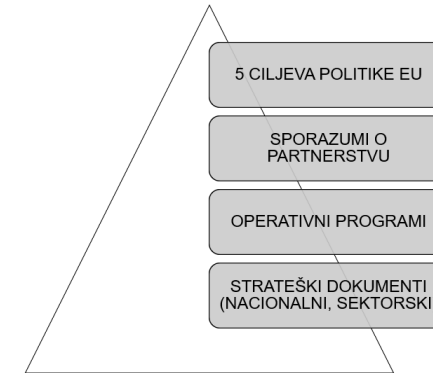 5 CILJEVA POLITIKE EU
SPORAZUMI O
PARTNERSTVU
OPERATIVNI PROGRAMI
STRATEŠKI DOKUMENTI
(NACIONALNI, SEKTORSKI